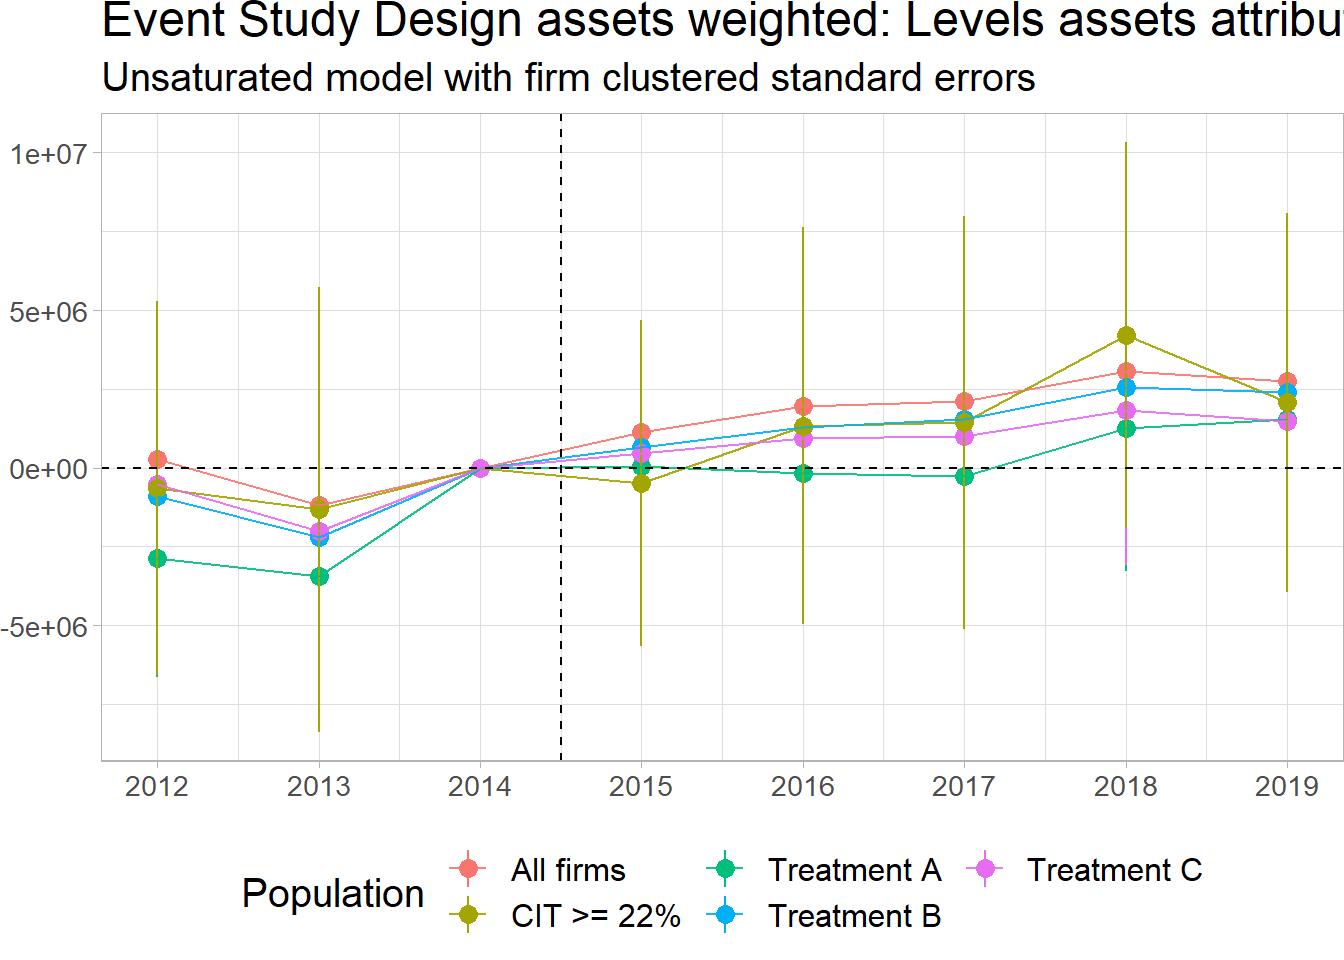 Event Study Design assets weighted: Levels assets attribu
Unsaturated model with firm clustered standard errors
1e+07
5e+06
0e+00
-5e+06
2012 2013 2014 2015 2016 2017 2018 2019
Population
All firms Treatment A Treatment C
CIT >= 22% Treatment B